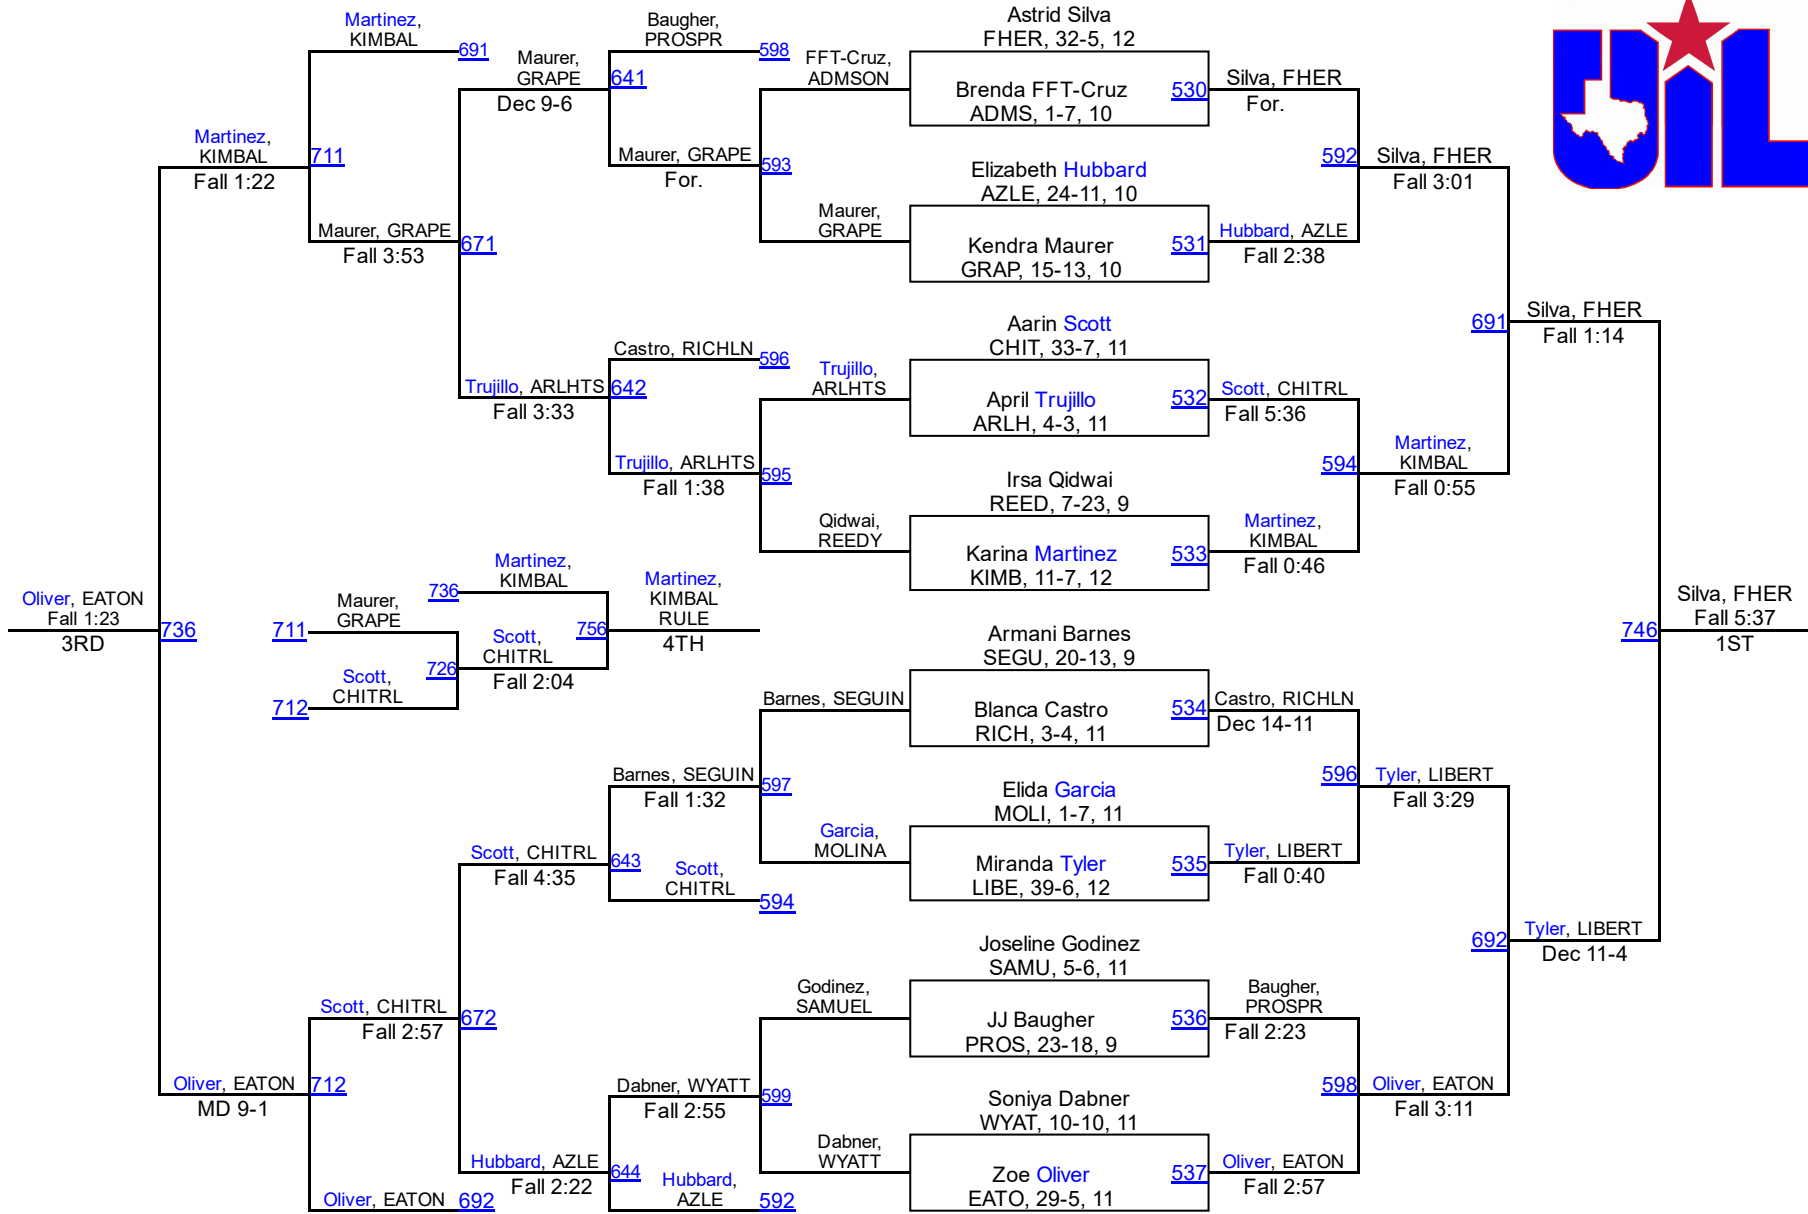 Martinez,
KIMBAL
691
Maurer,
GRAPE
Dec 9-6
641
Baugher,
PROSPR
598
FFT-Cruz,
ADMSON
Astrid Silva
FHER, 32-5, 12
Brenda FFT-Cruz
ADMS, 1-7, 10
530
Silva, FHER
For.
UIL
Martinez,
KIMBAL
Fall 1:22
711
Maurer, GRAPE
For.
593
Elizabeth Hubbard
AZLE, 24-11, 10
592
Silva, FHER
Fall 3:01
Maurer, GRAPE
Fall 3:53
671
Maurer,
GRAPE
Kendra Maurer
GRAP, 15-13, 10
531
Hubbard, AZLE
Fall 2:38
Aarin Scott
CHIT, 33-7, 11
691
Silva, FHER
Fall 1:14
Castro, RICHLN
596
Trujillo, ARLHTS
Fall 3:33
642
Trujillo,
ARLHTS
April Trujillo
ARLH, 4-3, 11
532
Scott, CHITRL
Fall 5:36
Trujillo, ARLHTS
Fall 1:38
595
Irsa Qidwai
REED, 7-23, 9
594
Martinez,
KIMBAL
Fall 0:55
Qidwai,
REEDY
Karina Martinez
KIMB, 11-7, 12
533
Martinez,
KIMBAL
Fall 0:46
Oliver, EATON
Fall 1:23
3RD
736
711
Maurer,
GRAPE
712
Scott,
CHITRL
736
Martinez,
KIMBAL
726
Scott,
CHITRL
Fall 2:04
756
Martinez,
KIMBAL
RULE
4TH
Armani Barnes
SEGU, 20-13, 9
746
Silva, FHER
Fall 5:37
1ST
Barnes, SEGUIN
Blanca Castro
RICH, 3-4, 11
534
Castro, RICHLN
Dec 14-11
Barnes, SEGUIN
Fall 1:32
597
Elida Garcia
MOLI, 1-7, 11
596
Tyler, LIBERT
Fall 3:29
Scott, CHITRL
Fall 4:35
643
Scott,
CHITRL
594
Garcia,
MOLINA
Miranda Tyler
LIBE, 39-6, 12
535
Tyler, LIBERT
Fall 0:40
Joseline Godinez
SAMU, 5-6, 11
692
Tyler, LIBERT
Dec 11-4
Scott, CHITRL
Fall 2:57
672
Godinez,
SAMUEL
JJ Baugher
PROS, 23-18, 9
536
Baugher,
PROSPR
Fall 2:23
Oliver, EATON
MD 9-1
712
Dabner, WYATT
Fall 2:55
599
Soniya Dabner
WYAT, 10-10, 11
598
Oliver, EATON
Fall 3:11
Hubbard, AZLE
Fall 2:22
644
Dabner,
WYATT
Zoe Oliver
EATO, 29-5, 11
537
Oliver, EATON
Fall 2:57
Oliver, EATON
692
Hubbard,
AZLE
592